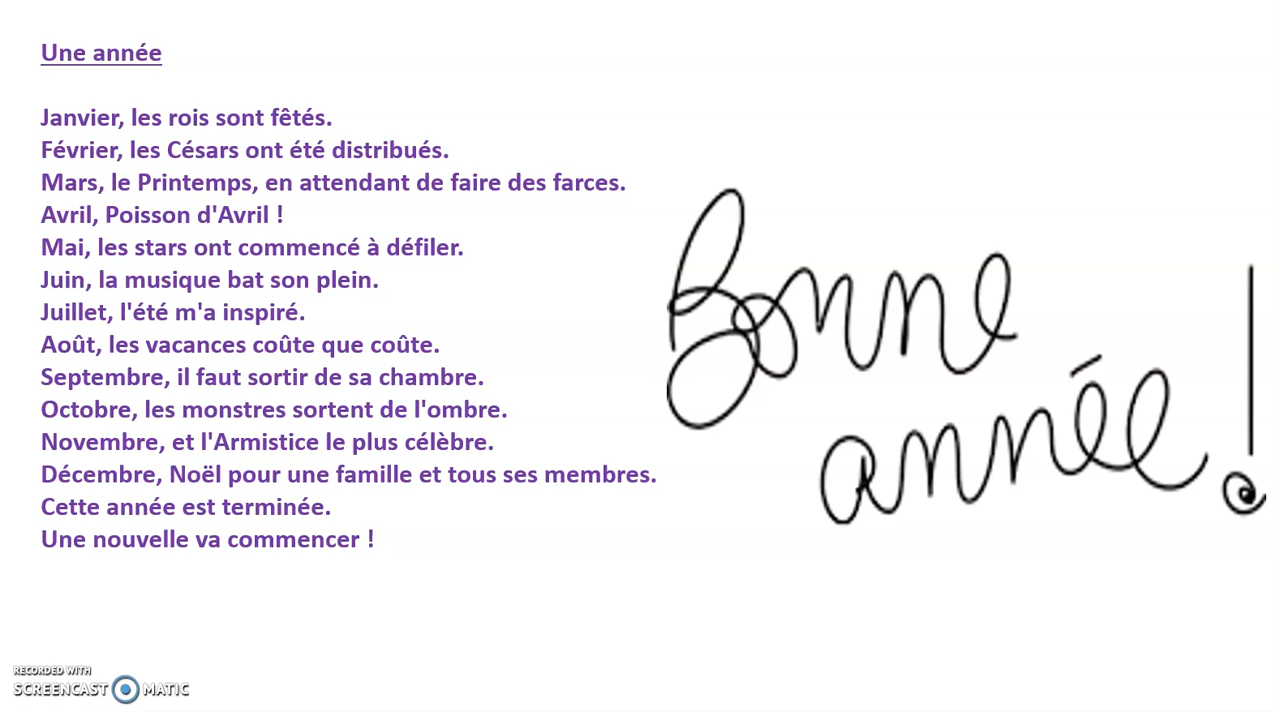 Une année
Janvier, les rois sont fêtés.
Février, les Césars ont été distribués.
Mars, le Printemps, en attendant de faire des farces.
Avril, Poisson d'Avril !
Mai, les stars ont commencé à défiler.
Juin, la musique bat son plein.
Juillet, l'été m'a inspiré.
Août, les vacances coûte que coûte.
Septembre, il faut sortir de sa chambre.
Octobre, les monstres sortent de l'ombre.
Novembre, et l'Armistice le plus célèbre.
Décembre, Noël pour une famille et tous ses membres.
Cette année est terminée.
Une nouvelle va commencer !
Bonne
année !
RECORDED WITH
SCREENCAST MATIC